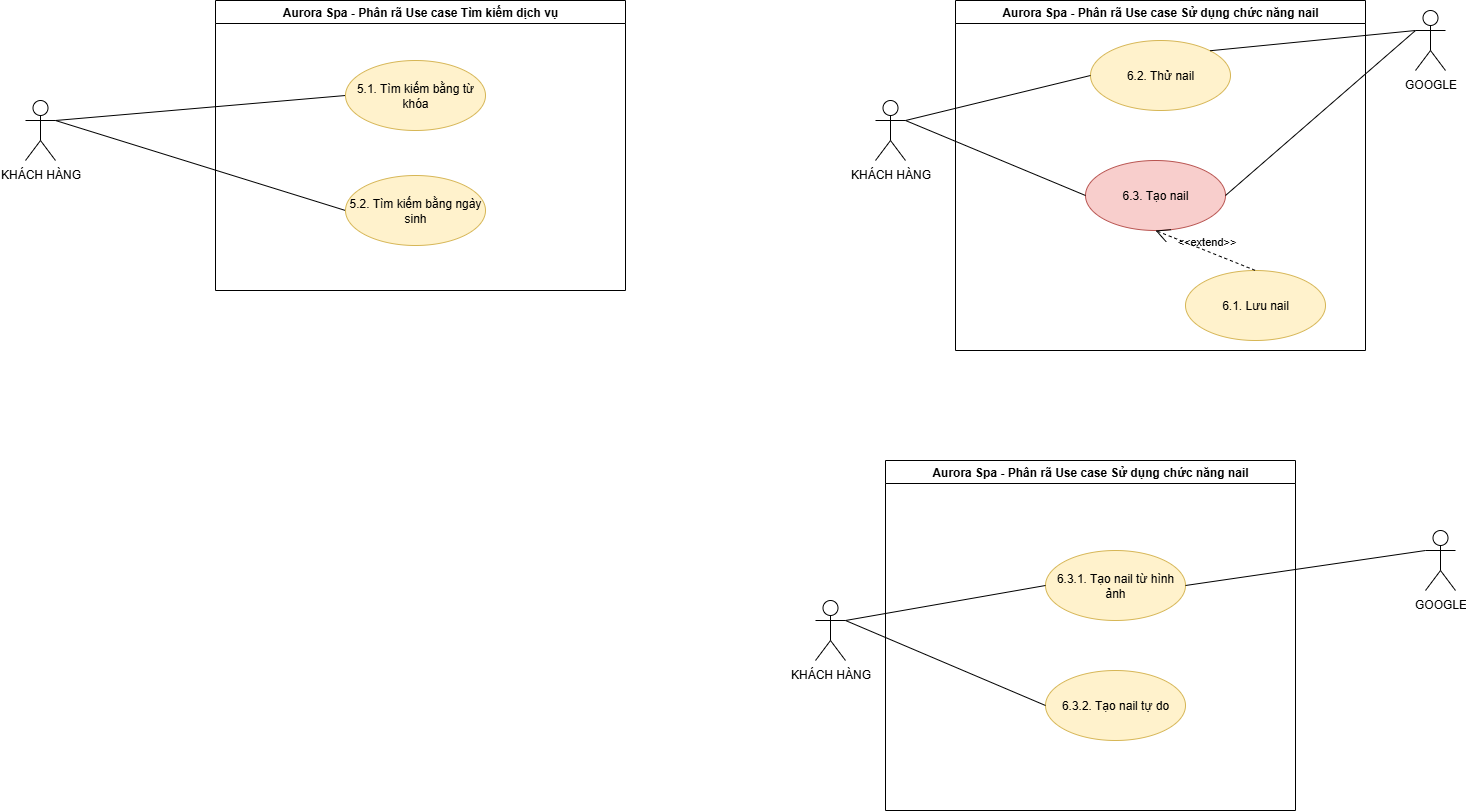 Aurora Spa - Phân rã Use case Tìm kiếm dịch vụ
5.1. Tìm kiếm bằng từ
khóa
KHÁCH HÀNG
5.2. Tìm kiếm bằng ngày
sinh
Aurora Spa - Phân rã Use case Sử dụng chức năng nail
6.2. Thử nail
GOOGLE
KHÁCH HÀNG
6.3. Tạo nail
<<extend>>
6.1. Lưu nail
Aurora Spa - Phân rã Use case Sử dụng chức năng nail
6.3.1. Tạo nail từ hình
ảnh
GOOGLE
KHÁCH HÀNG
6.3.2. Tạo nail tự do